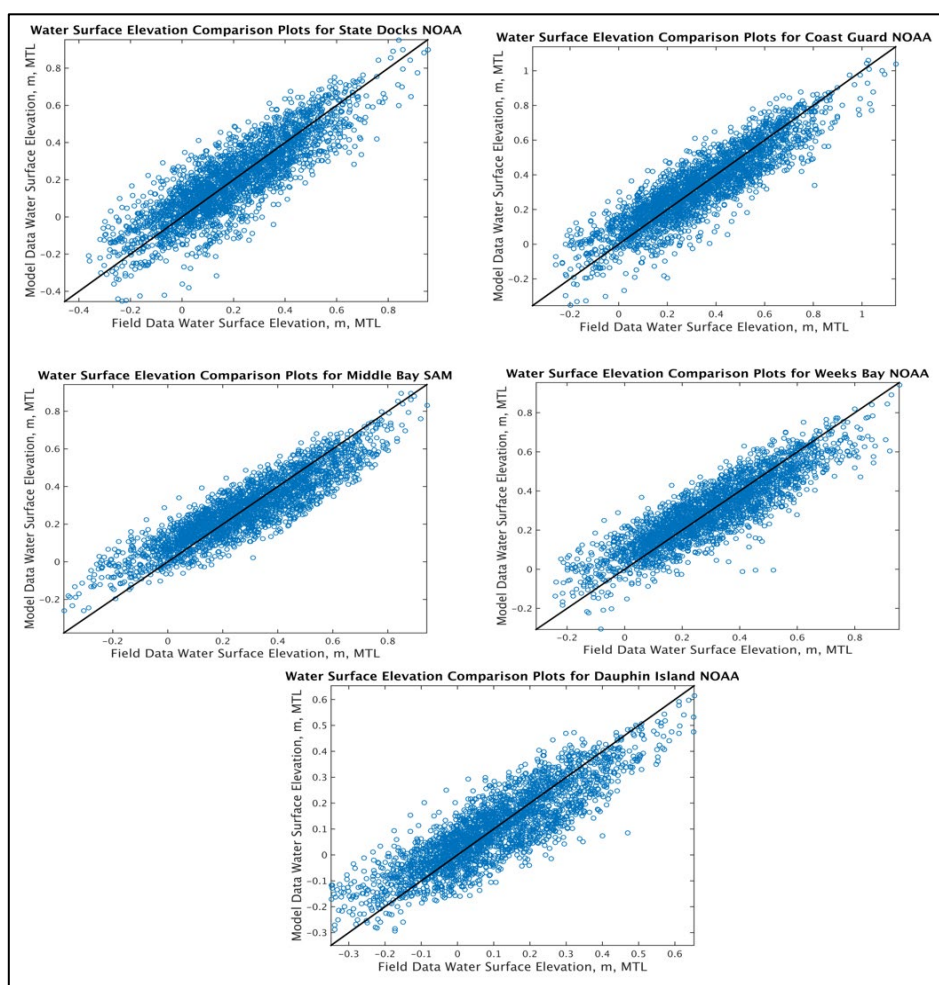 Water Surface Elevation Comparison Plots for State Docks NOAA
Model Data Water Surface Elevation, m, MTL
0.8
0.6
0.4
0.2
0
-0.2
-0.4
-0.4 -0.2 0 0.2 0.4 0.6 0.8
Field Data Water Surface Elevation, m, MTL
Water Surface Elevation Comparison Plots for Coast Guard NOAA
Model Data Water Surface Elevation, m, MTL
1
0.8
0.6
0.4
0.2
0
-0.2
-0.2 0 0.2 0.4 0.6 0.8 1
Field Data Water Surface Elevation, m, MTL
Water Surface Elevation Comparison Plots for Middle Bay SAM
Model Data Water Surface Elevation, m, MTL
0.8
0.6
0.4
0.2
0
-0.2
-0.2 0 0.2 0.4 0.6 0.8
Field Data Water Surface Elevation, m, MTL
Water Surface Elevation Comparison Plots for Weeks Bay NOAA
Model Data Water Surface Elevation, m, MTL
0.8
0.6
0.4
0.2
0
-0.2
-0.2 0 0.2 0.4 0.6 0.8
Field Data Water Surface Elevation, m, MTL
Water Surface Elevation Comparison Plots for Dauphin Island NOAA
Model Data Water Surface Elevation, m, MTL
0.6
0.5
0.4
0.3
0.2
0.1
0
-0.1
-0.2
-0.3
-0.3 -0.2 -0.1 0 0.1 0.2 0.3 0.4 0.5 0.6
Field Data Water Surface Elevation, m, MTL